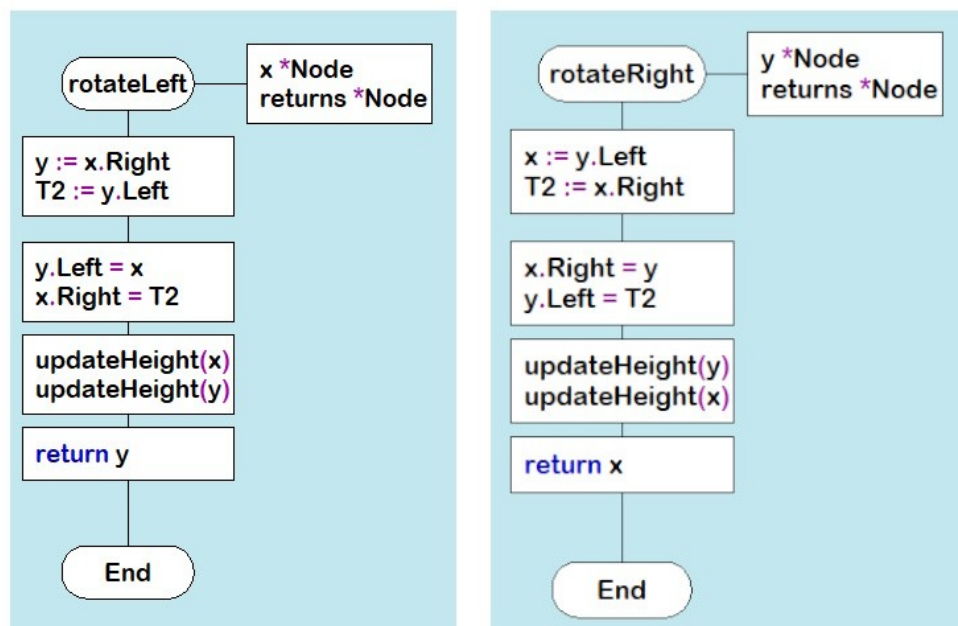 rotateLeft
x *Node
returns *Node
y := x.Right
T2 := y.Left
y.Left = x
x.Right = T2
updateHeight(x)
updateHeight(y)
return y
End
rotateRight
y *Node
returns *Node
x := y.Left
T2 := x.Right
x.Right = y
y.Left = T2
updateHeight(y)
updateHeight(x)
return x
End